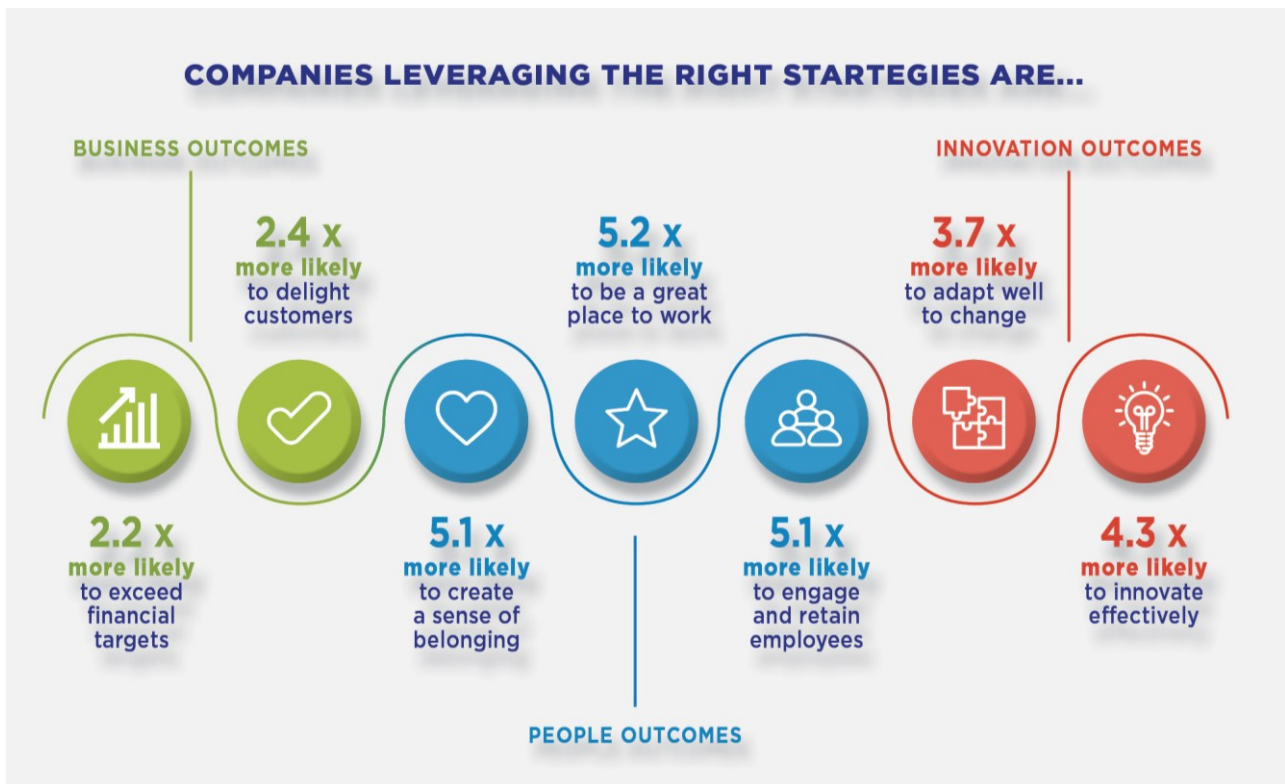 COMPANIES LEVERAGING THE RIGHT STARTEGIES ARE...
BUSINESS OUTCOMES
2.2 x
more likely
to exceed
financial
targets
2.4 x
more likely
to delight
customers
5.1 x
more likely
to create
a sense of
belonging
5.2 x
more likely
to be a great
place to work
5.1 x
more likely
to engage
and retain
employees
PEOPLE OUTCOMES
INNOVATION OUTCOMES
3.7 x
more likely
to adapt well
to change
4.3 x
more likely
to innovate
effectively